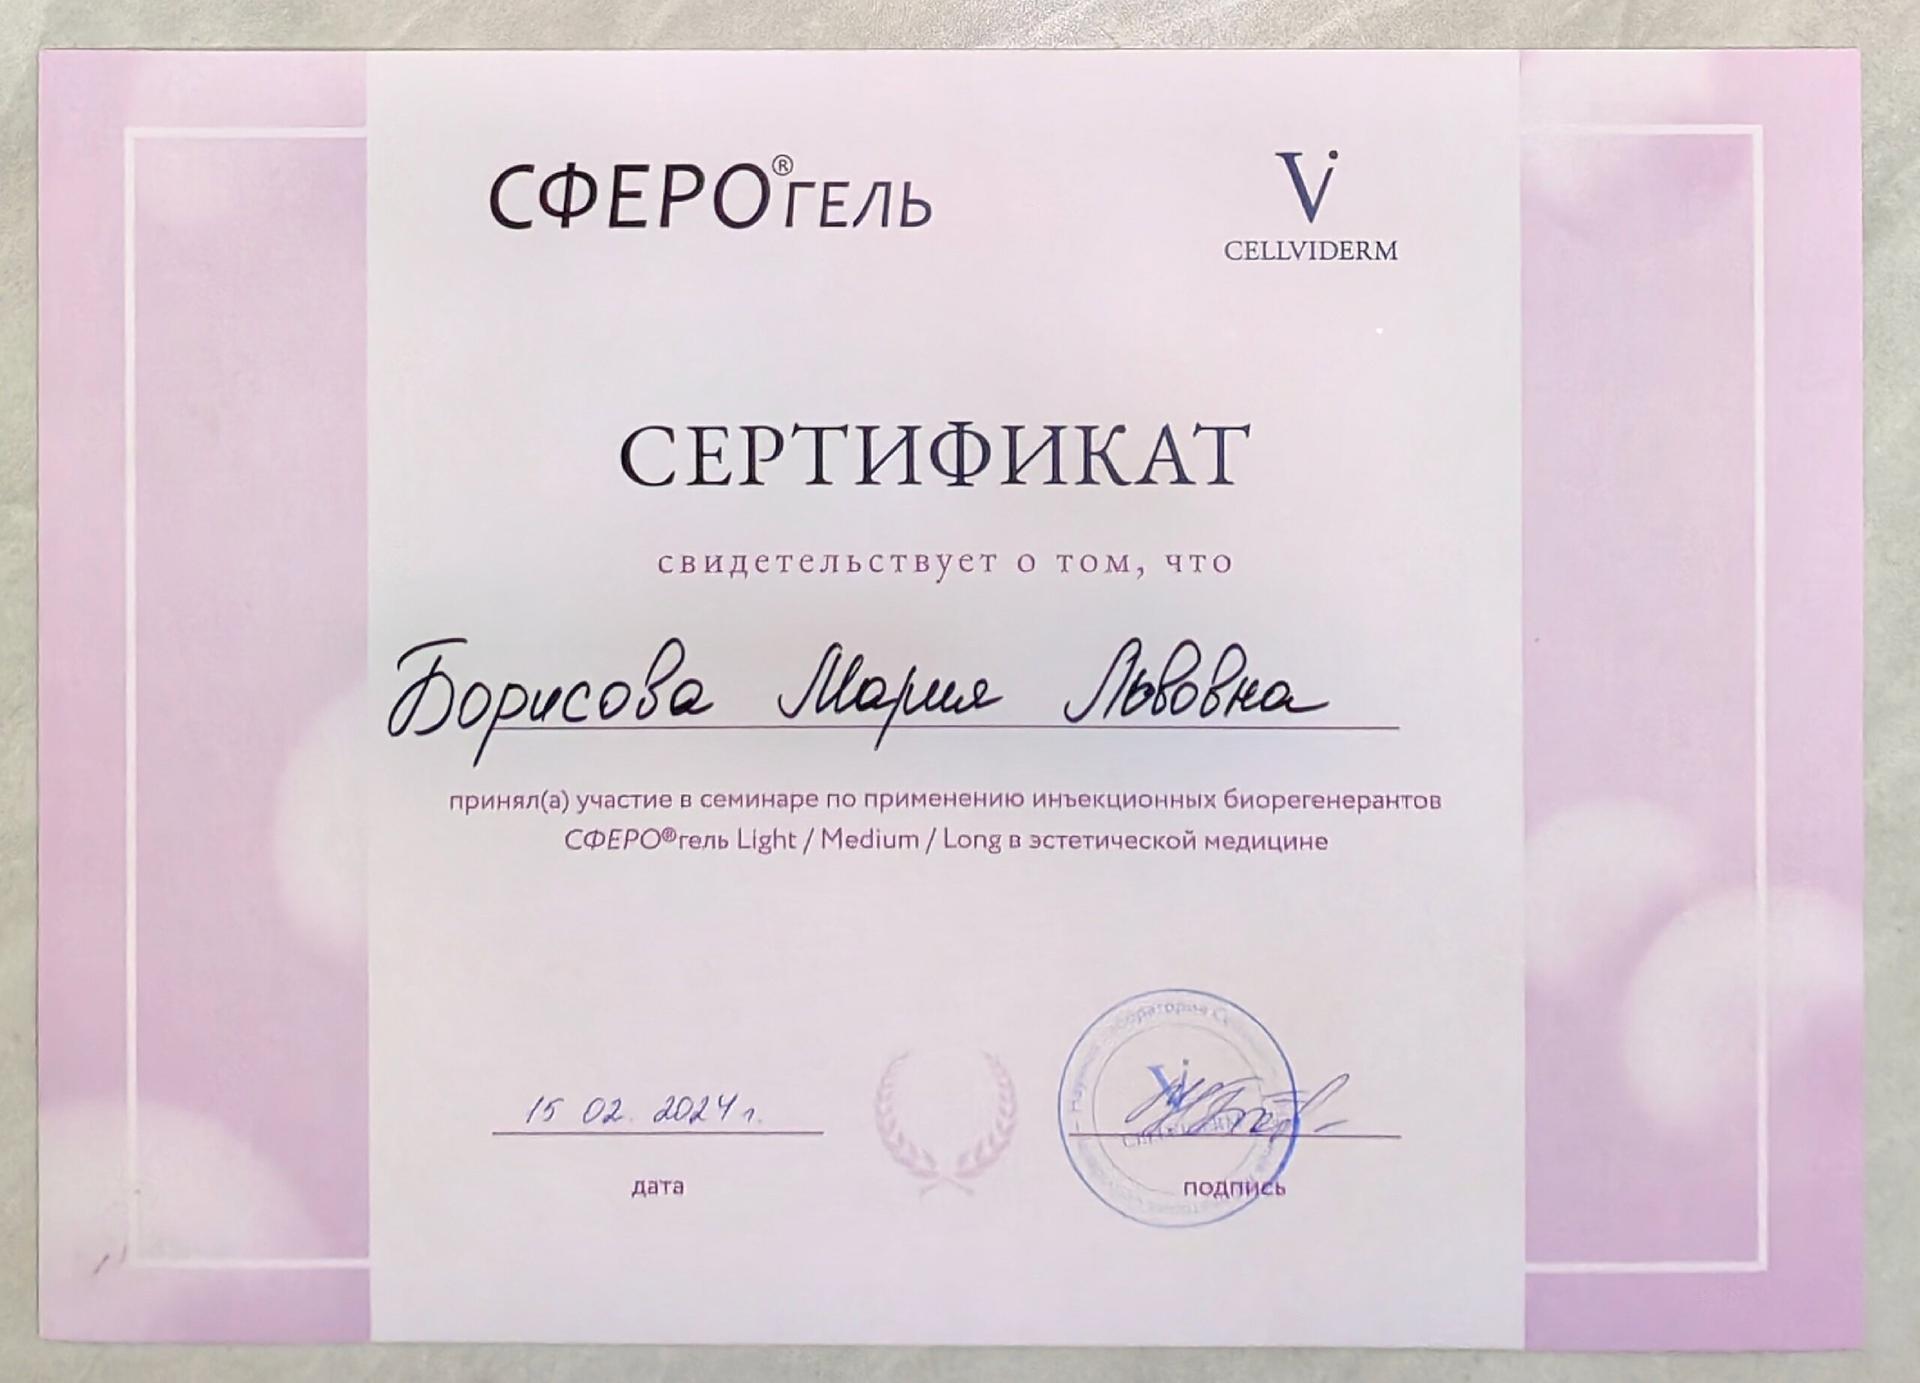 СФЕРО®гель
Vi
CELLVIDERM
СЕРТИФИКАТ
свидетельствует о том, что
Борисова Мария Львовна
принял(а) участие в семинаре по применению инъекционных биорегенерантов
СФЕРО®гель Light / Medium / Long в эстетической медицине
15 02. 2024 г.
дата
подпись